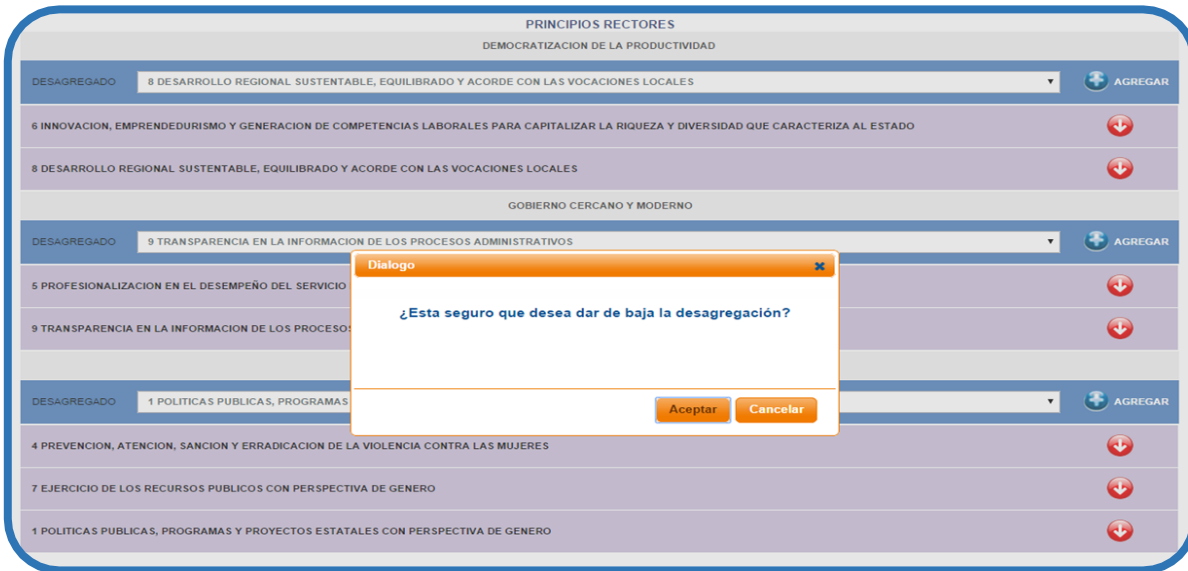 PRINCIPIOS RECTORES
DEMOCRATIZACION DE LA PRODUCTIVIDAD
DESAGREGADO 8 DESARROLLO REGIONAL SUSTENTABLE, EQUILIBRADO Y ACORDE CON LAS VOCACIONES LOCALES AGREGAR
6 INNOVACION, EMPRENDEDURISMO Y GENERACION DE COMPETENCIAS LABORALES PARA CAPITALIZAR LA RIQUEZA Y DIVERSIDAD QUE CARACTERIZA AL ESTADO
8 DESARROLLO REGIONAL SUSTENTABLE, EQUILIBRADO Y ACORDE CON LAS VOCACIONES LOCALES
GOBIERNO CERCANO Y MODERNO
DESAGREGADO 9 TRANSPARENCIA EN LA INFORMACION DE LOS PROCESOS ADMINISTRATIVOS AGREGAR
Dialogo
5 PROFESIONALIZACION EN EL DESEMPEÑO DEL SERVICIO
¿Esta seguro que desea dar de baja la desagregación?
9 TRANSPARENCIA EN LA INFORMACION DE LOS PROCESOS
DESAGREGADO 1 POLITICAS PUBLICAS, PROGRAMAS AGREGAR
Aceptar Cancelar
4 PREVENCION, ATENCION, SANCION Y ERRADICACION DE LA VIOLENCIA CONTRA LAS MUJERES
7 EJERCICIO DE LOS RECURSOS PUBLICOS CON PERSPECTIVA DE GENERO
1 POLITICAS PUBLICAS, PROGRAMAS Y PROYECTOS ESTATALES CON PERSPECTIVA DE GENERO